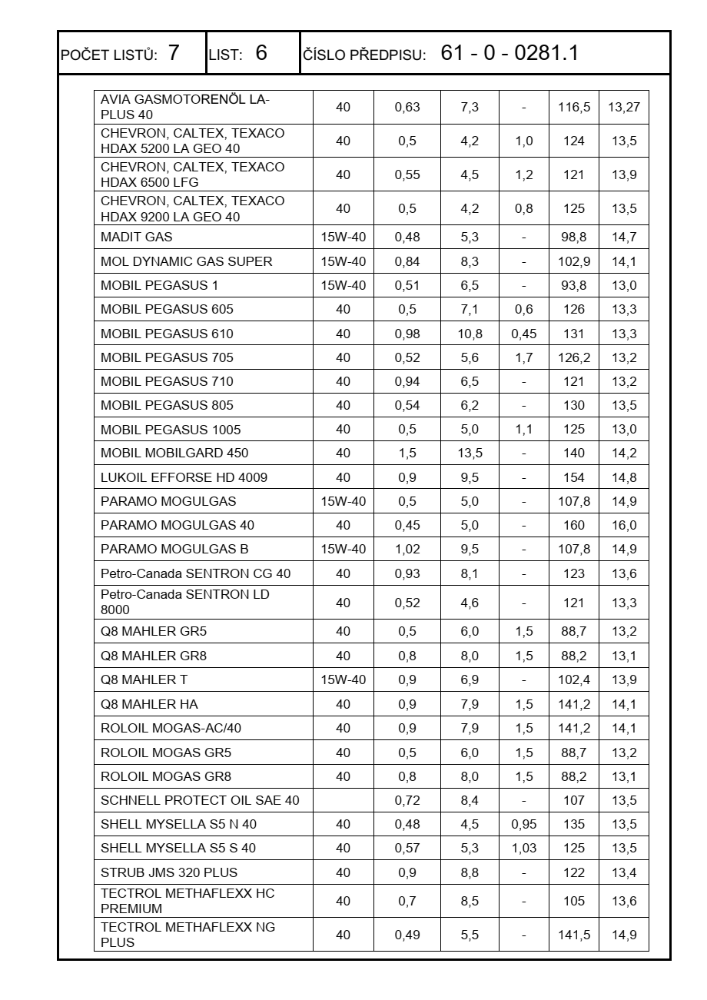 POČET LISTŮ: 7 LIST: 6 ČÍSLO PŘEDPISU: 61 - 0 - 0281.1
AVIA GASMOTORENÖL LA-
PLUS 40 40 0,63 7,3 - 116,5 13,27
CHEVRON, CALTEX, TEXACO
HDAX 5200 LA GEO 40 40 0,5 4,2 1,0 124 13,5
CHEVRON, CALTEX, TEXACO
HDAX 6500 LFG 40 0,55 4,5 1,2 121 13,9
CHEVRON, CALTEX, TEXACO
HDAX 9200 LA GEO 40 40 0,5 4,2 0,8 125 13,5
MADIT GAS 15W-40 0,48 5,3 - 98,8 14,7
MOL DYNAMIC GAS SUPER 15W-40 0,84 8,3 - 102,9 14,1
MOBIL PEGASUS 1 15W-40 0,51 6,5 - 93,8 13,0
MOBIL PEGASUS 605 40 0,5 7,1 0,6 126 13,3
MOBIL PEGASUS 610 40 0,98 10,8 0,45 131 13,3
MOBIL PEGASUS 705 40 0,52 5,6 1,7 126,2 13,2
MOBIL PEGASUS 710 40 0,94 6,5 - 121 13,2
MOBIL PEGASUS 805 40 0,54 6,2 - 130 13,5
MOBIL PEGASUS 1005 40 0,5 5,0 1,1 125 13,0
MOBIL MOBILGARD 450 40 1,5 13,5 - 140 14,2
LUKOIL EFFORSE HD 4009 40 0,9 9,5 - 154 14,8
PARAMO MOGULGAS 15W-40 0,5 5,0 - 107,8 14,9
PARAMO MOGULGAS 40 40 0,45 5,0 - 160 16,0
PARAMO MOGULGAS B 15W-40 1,02 9,5 - 107,8 14,9
Petro-Canada SENTRON CG 40 40 0,93 8,1 - 123 13,6
Petro-Canada SENTRON LD
8000 40 0,52 4,6 - 121 13,3
Q8 MAHLER GR5 40 0,5 6,0 1,5 88,7 13,2
Q8 MAHLER GR8 40 0,8 8,0 1,5 88,2 13,1
Q8 MAHLER T 15W-40 0,9 6,9 - 102,4 13,9
Q8 MAHLER HA 40 0,9 7,9 1,5 141,2 14,1
ROLOIL MOGAS-AC/40 40 0,9 7,9 1,5 141,2 14,1
ROLOIL MOGAS GR5 40 0,5 6,0 1,5 88,7 13,2
ROLOIL MOGAS GR8 40 0,8 8,0 1,5 88,2 13,1
SCHNELL PROTECT OIL SAE 40 0,72 8,4 - 107 13,5
SHELL MYSELLA S5 N 40 40 0,48 4,5 0,95 135 13,5
SHELL MYSELLA S5 S 40 40 0,57 5,3 1,03 125 13,5
STRUB JMS 320 PLUS 40 0,9 8,8 - 122 13,4
TECTROL METHAFLEXX HC
PREMIUM 40 0,7 8,5 - 105 13,6
TECTROL METHAFLEXX NG
PLUS 40 0,49 5,5 - 141,5 14,9